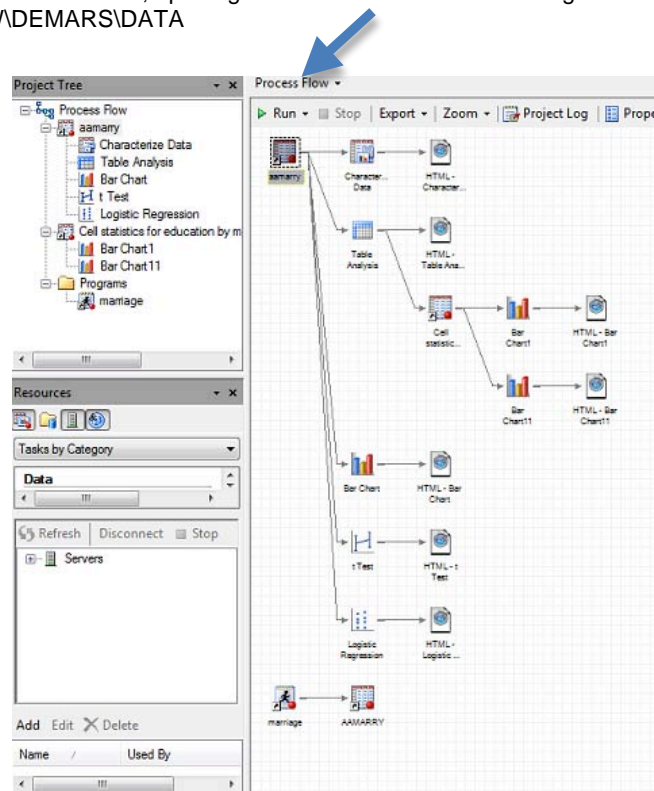 \DEMARS\DATA
Project Tree
Process Flow
aamarry
Characterize Data
Table Analysis
Bar Chart
t Test
Logistic Regression
Cell statistics for education by m
Bar Chart1
Bar Chart11
Programs
marriage
Resources
Tasks by Category
Data
Refresh Disconnect Stop
Servers
Add Edit Delete
Name / Used By
Process Flow
Run Stop Export Zoom Project Log Prope
aamarry
Character...
Data
HTML -
Character...
Table
Analysis
HTML -
Table Ana...
Cell
statistic...
Bar
Chart1
HTML - Bar
Chart1
Bar
Chart11
HTML - Bar
Chart11
Bar Chart
HTML - Bar
Chart
t Test
HTML - t
Test
Logistic
Regression
HTML -
Logistic ...
marriage
AAMARRY